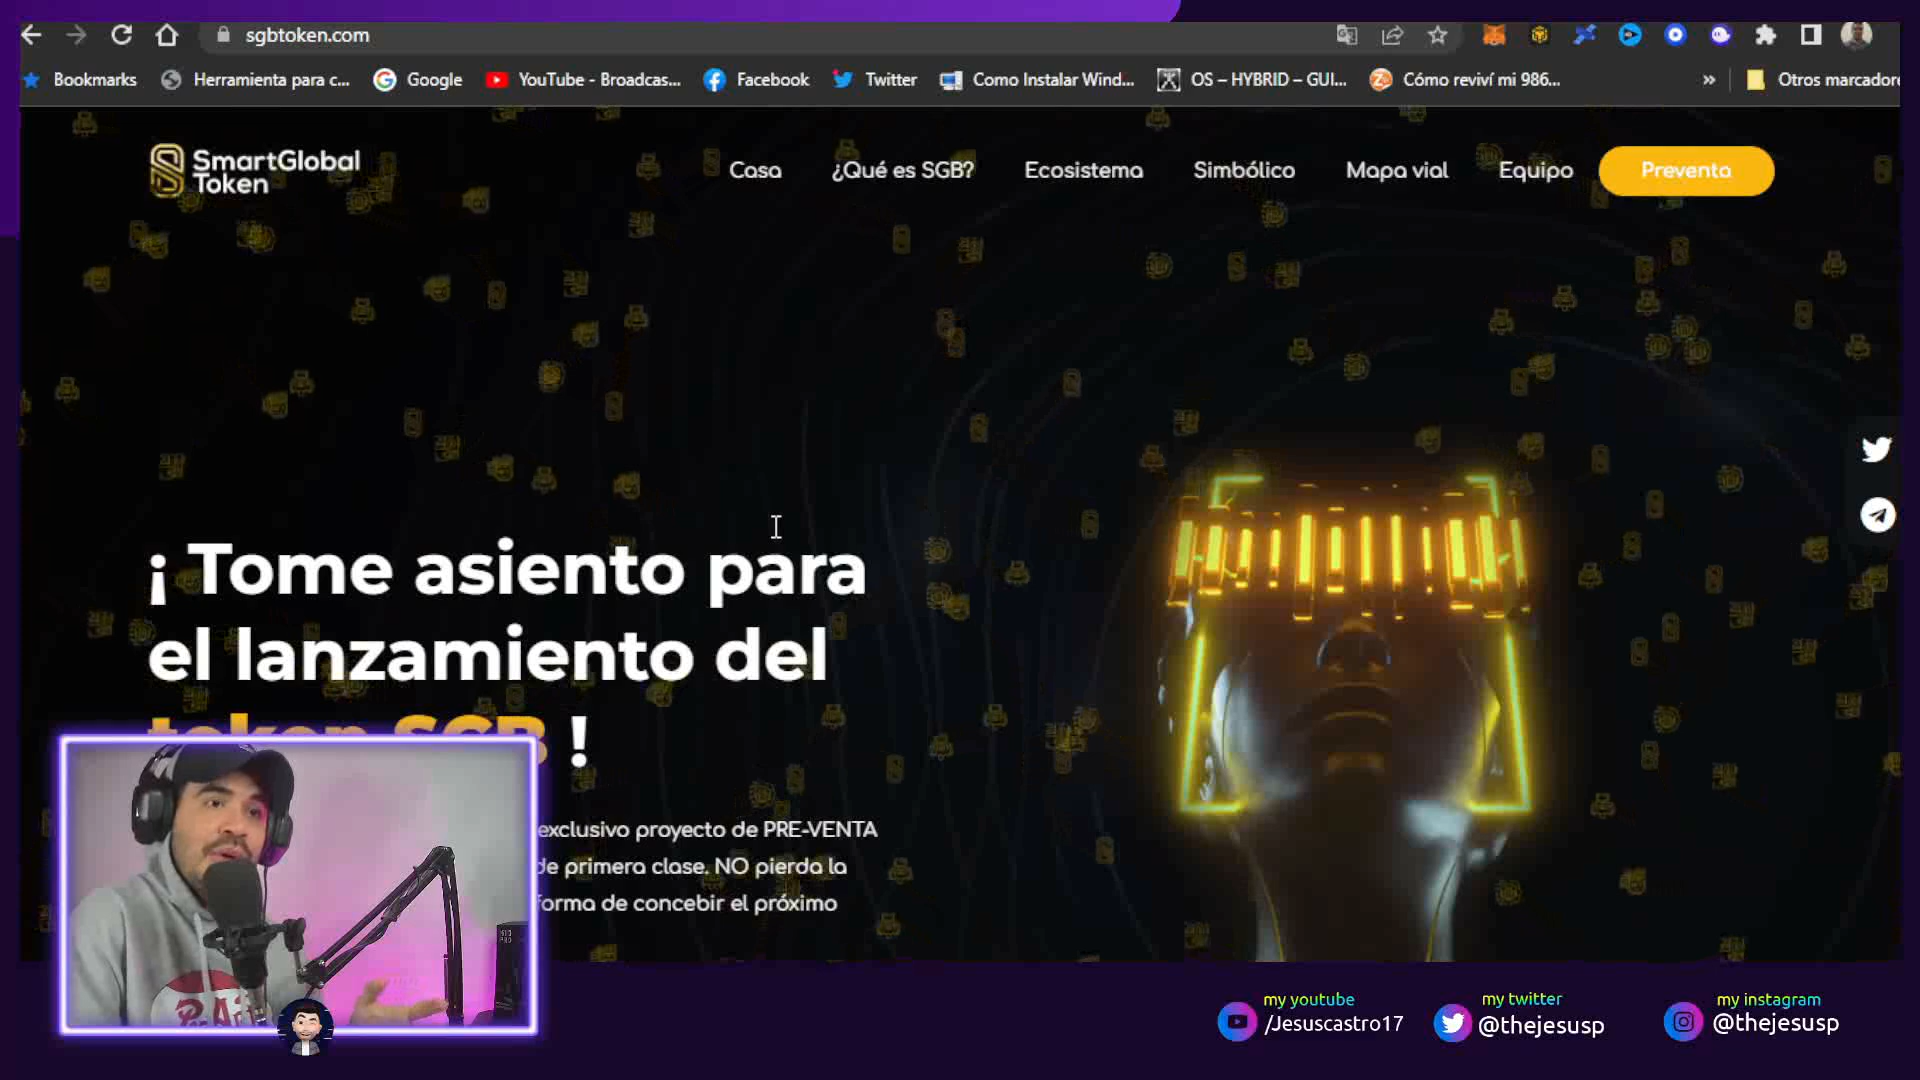 sgbtoken.com
Bookmarks
Herramienta para c...
Google
YouTube - Broadcas...
Facebook
Twitter
Como Instalar Wind...
OS – HYBRID – GUI...
Cómo reviví mi 986...
»
Otros marcadore
SmartGlobal
Token
Casa
¿Qué es SGB?
Ecosistema
Simbólico
Mapa vial
Equipo
Preventa
¡ Tome asiento para
el lanzamiento del
token SGB !
exclusivo proyecto de PRE-VENTA
de primera clase. NO pierda la
forma de concebir el próximo
my youtube
/Jesuscastro17
my twitter
@thejesusp
my instagram
@thejesusp